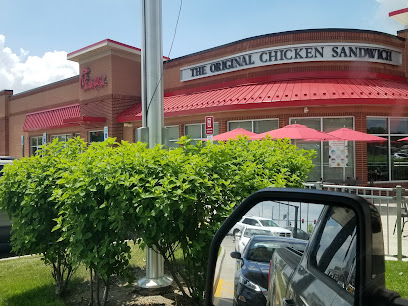 Chick-fil-A
THE ORIGINAL CHICKEN SANDWICH